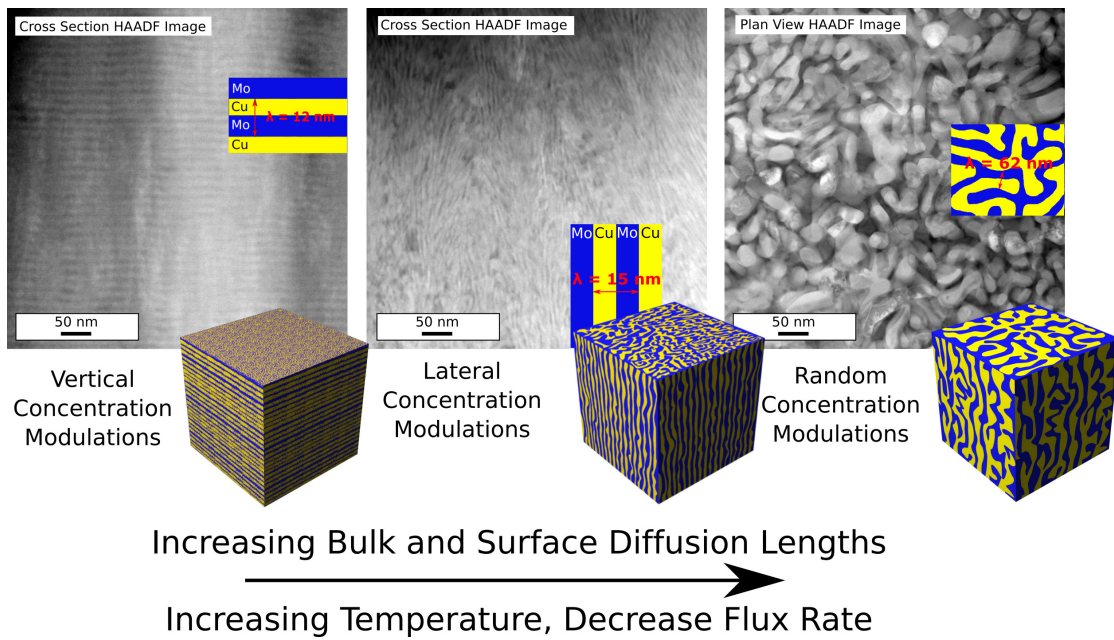 Cross Section HAADF Image
Mo
Cu
Mo
Cu
λ = 12 nm
50 nm
Cross Section HAADF Image
Mo Cu Mo Cu
λ = 15 nm
50 nm
Plan View HAADF Image
λ = 62 nm
50 nm
Vertical
Concentration
Modulations
Lateral
Concentration
Modulations
Random
Concentration
Modulations
Increasing Bulk and Surface Diffusion Lengths
Increasing Temperature, Decrease Flux Rate